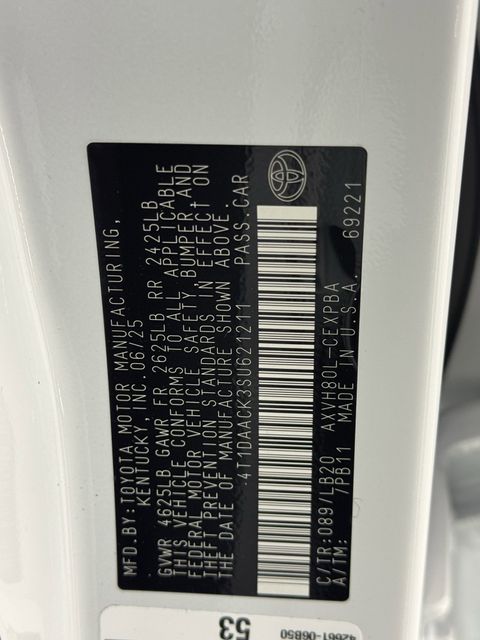 MFD.BY:TOYOTA MOTOR MANUFACTURING,
KENTUCKY, INC. 06/25
GVWR 4625LB GAWR FR 2625LB RR 2425LB
THIS VEHICLE CONFORMS TO ALL APPLICABLE
FEDERAL MOTOR VEHICLE SAFETY, BUMPER AND
THEFT PREVENTION STANDARDS IN EFFECT ON
THE DATE OF MANUFACTURE SHOWN ABOVE.
4T1DAACK3SU621211 PASS.CAR
C/TR:089/LB20 AXVH80L-CEXPBA
A/TM: /PB11 MADE IN U.S.A. 69221
53
42661-06B50